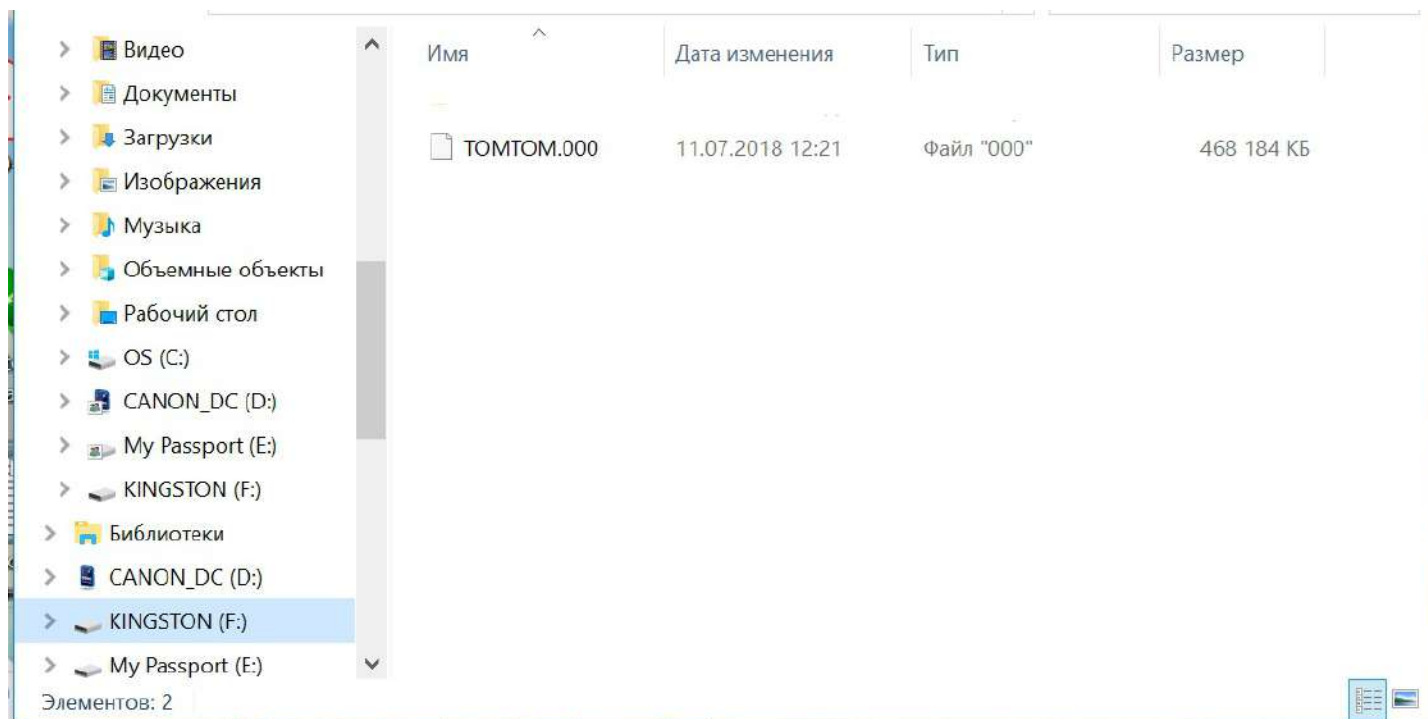 Имя Дата изменения Тип Размер
TOMTOM.000 11.07.2018 12:21 Файл "000" 468 184 КБ
Видео
Документы
Загрузки
Изображения
Музыка
Объемные объекты
Рабочий стол
OS (C:)
CANON_DC (D:)
My Passport (E:)
KINGSTON (F:)
Библиотеки
CANON_DC (D:)
KINGSTON (F:)
My Passport (E:)
Элементов: 2